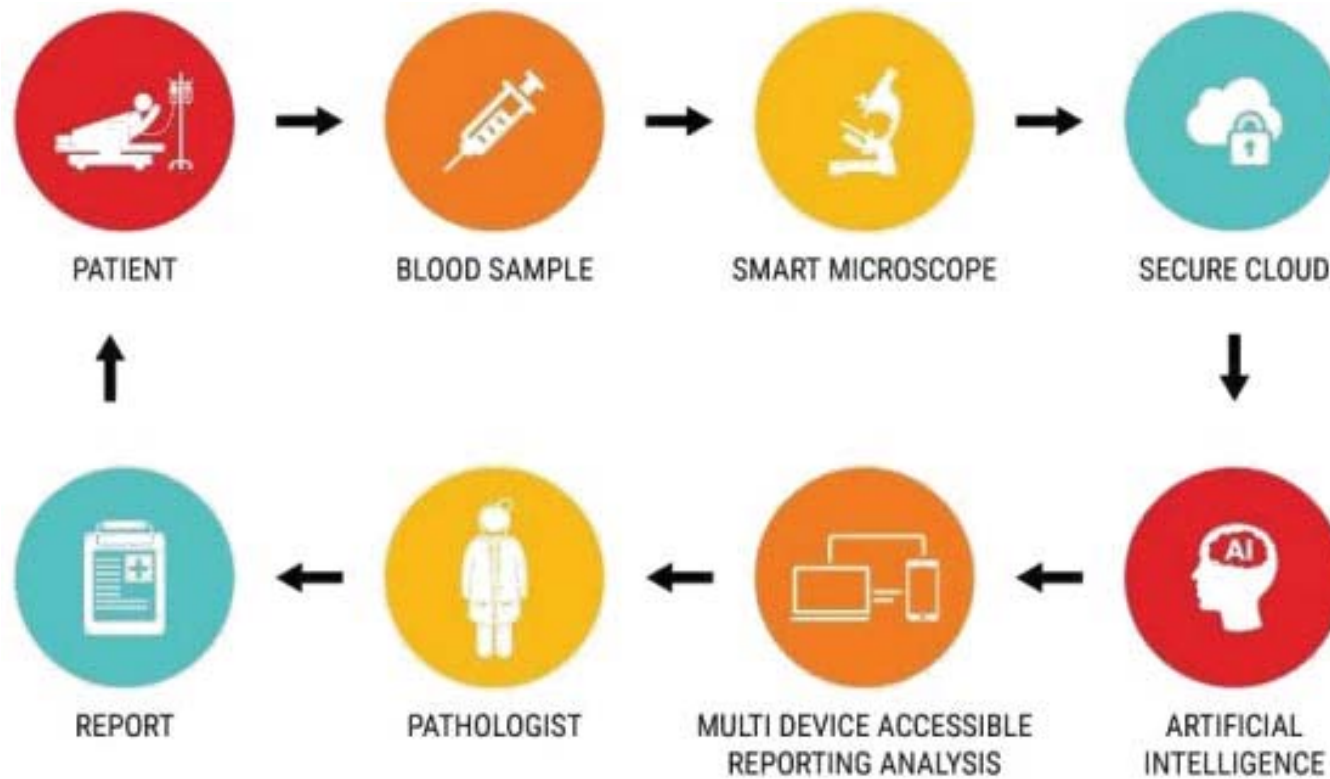 PATIENT
BLOOD SAMPLE
SMART MICROSCOPE
SECURE CLOUD
REPORT
PATHOLOGIST
MULTI DEVICE ACCESSIBLE
REPORTING ANALYSIS
AI
ARTIFICIAL
INTELLIGENCE